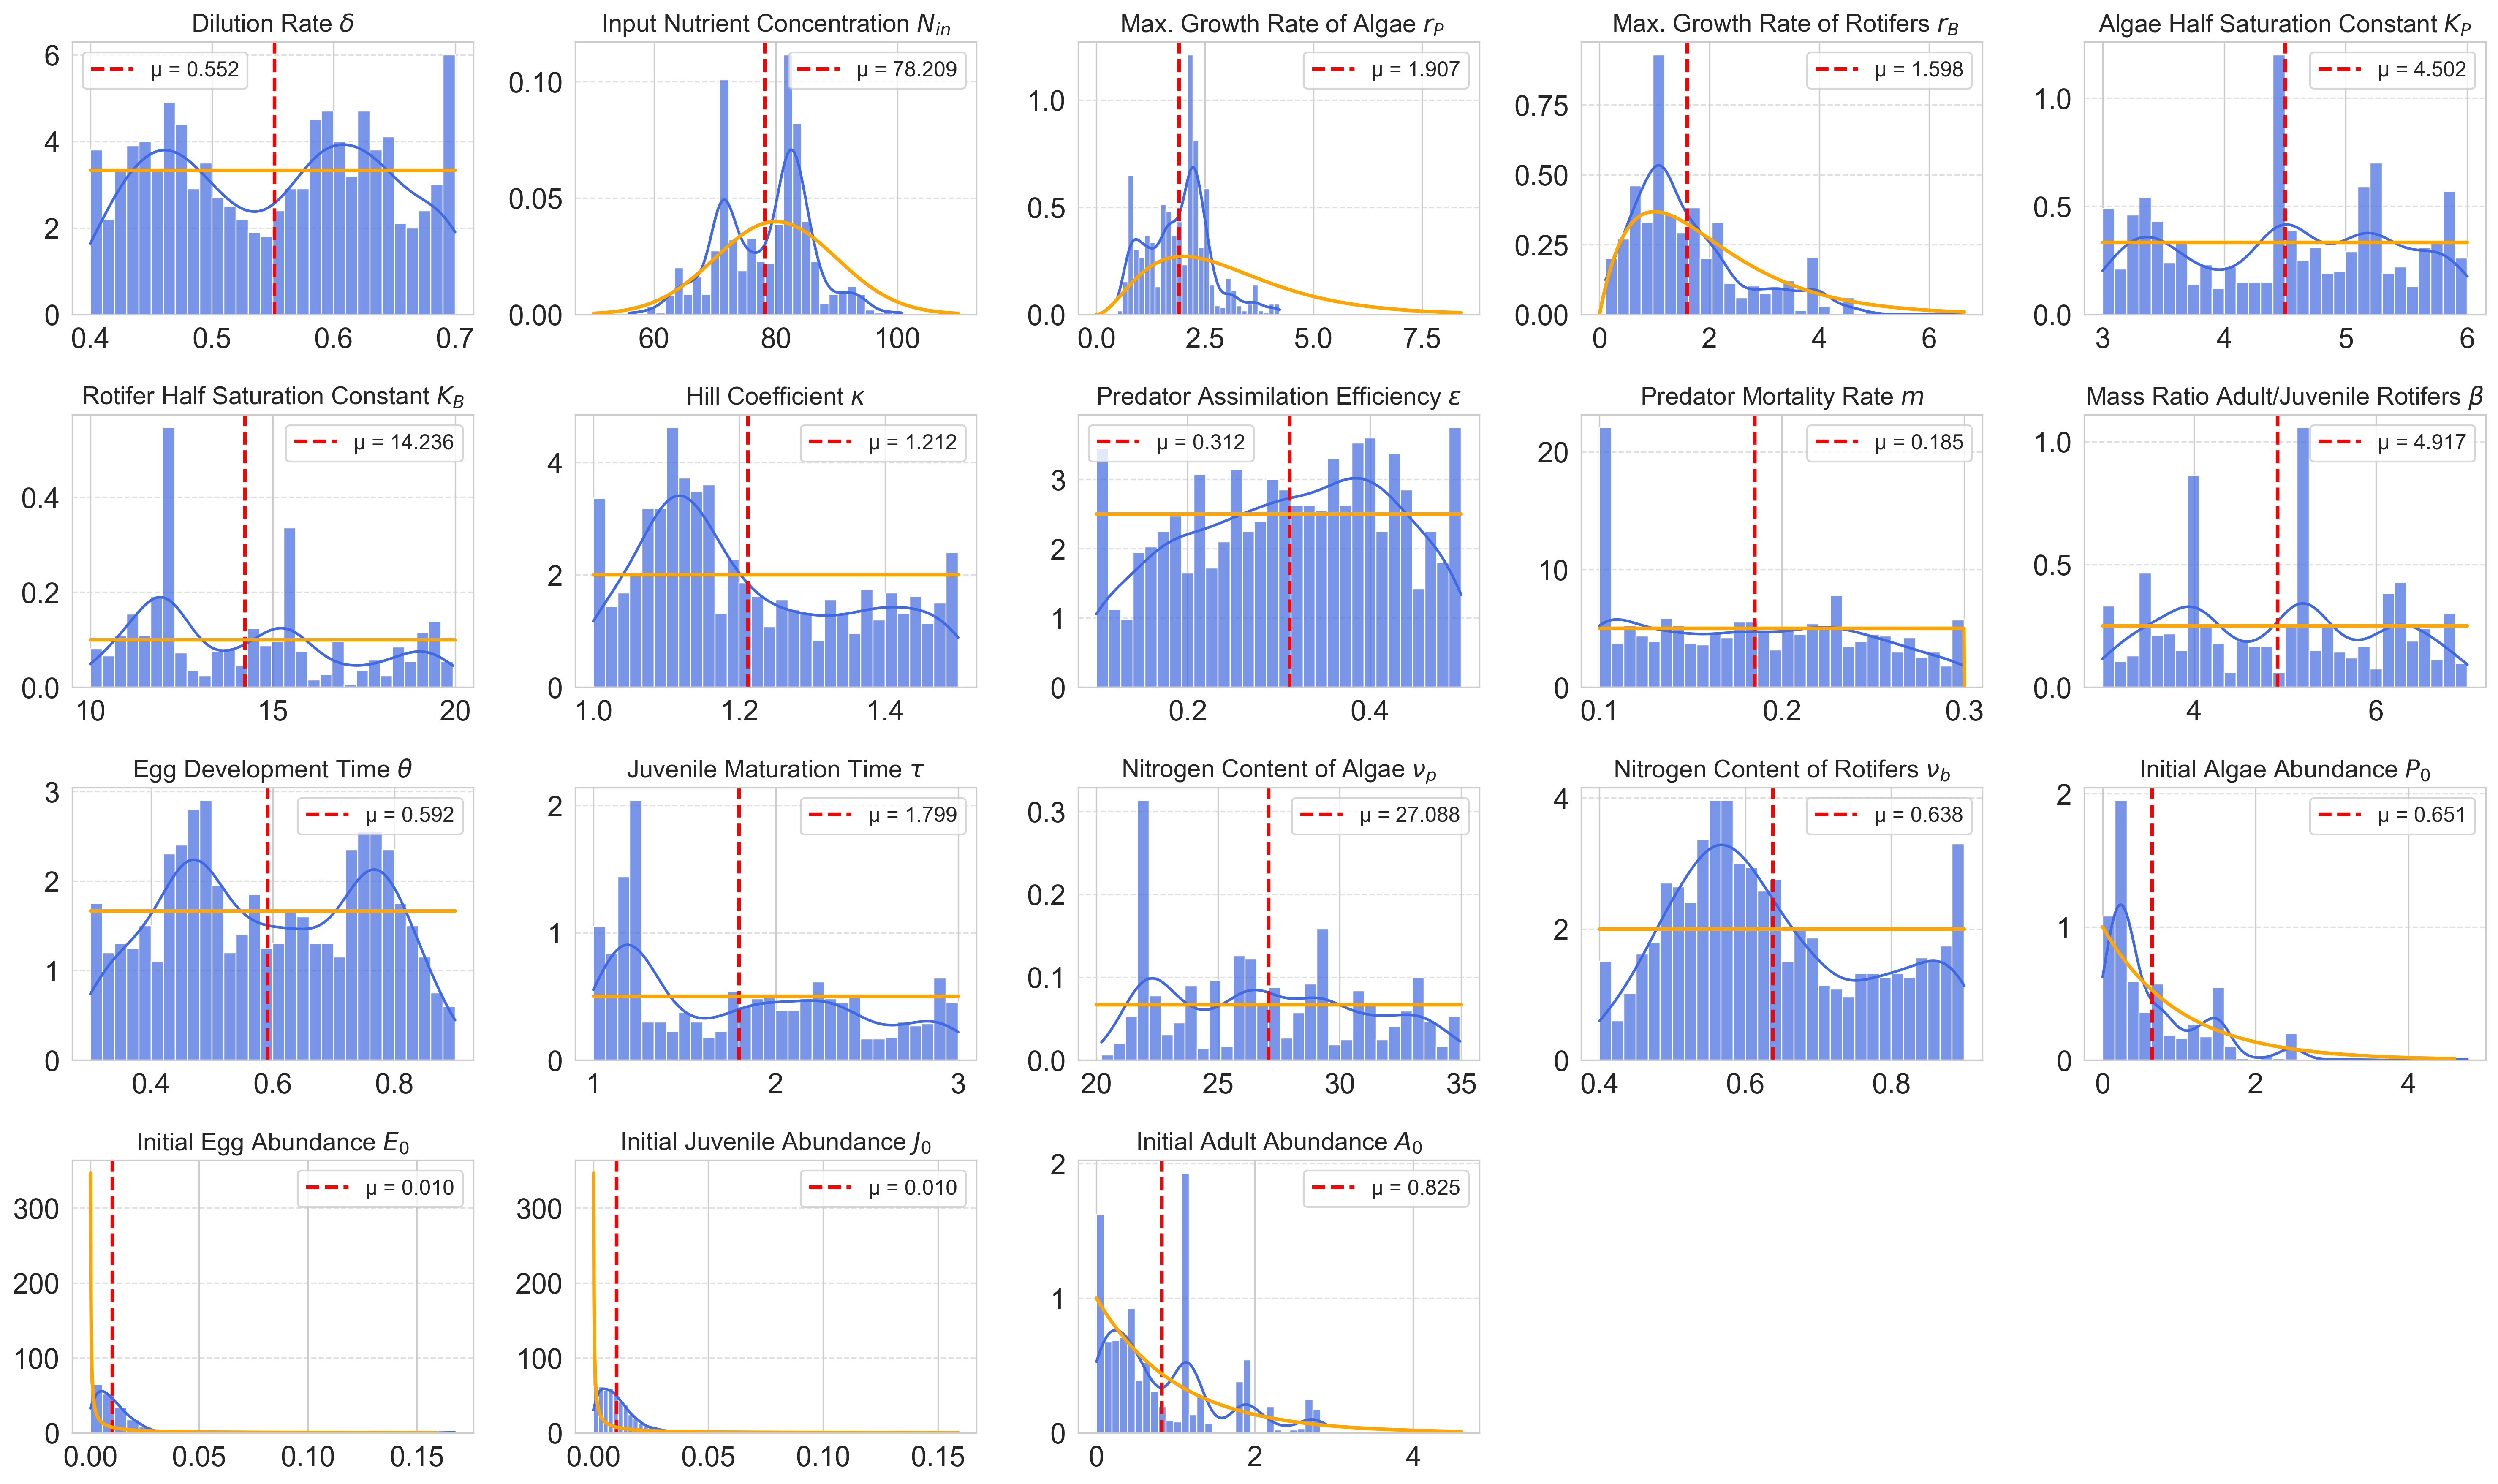 Dilution Rate δ
Input Nutrient Concentration N_in
Max. Growth Rate of Algae r_P
Max. Growth Rate of Rotifers r_B
Algae Half Saturation Constant K_P
μ = 0.552
μ = 78.209
μ = 1.907
μ = 1.598
μ = 4.502
6
4
2
0
0.10
0.05
0.00
1.0
0.5
0.0
0.75
0.50
0.25
0.00
1.0
0.5
0.0
0.4 0.5 0.6 0.7
60 80 100
0.0 2.5 5.0 7.5
0 2 4 6
3 4 5 6
Rotifer Half Saturation Constant K_B
Hill Coefficient κ
Predator Assimilation Efficiency ε
Predator Mortality Rate m
Mass Ratio Adult/Juvenile Rotifers β
μ = 14.236
μ = 1.212
μ = 0.312
μ = 0.185
μ = 4.917
0.4
0.2
0.0
4
2
0
3
2
1
0
20
10
0
1.0
0.5
0.0
10 15 20
1.0 1.2 1.4
0.2 0.4
0.1 0.2 0.3
4 6
Egg Development Time θ
Juvenile Maturation Time τ
Nitrogen Content of Algae ν_p
Nitrogen Content of Rotifers ν_b
Initial Algae Abundance P_0
μ = 0.592
μ = 1.799
μ = 27.088
μ = 0.638
μ = 0.651
3
2
1
0
2
1
0
0.3
0.2
0.1
0.0
4
2
0
2
1
0
0.4 0.6 0.8
1 2 3
20 25 30 35
0.4 0.6 0.8
0 2 4
Initial Egg Abundance E_0
Initial Juvenile Abundance J_0
Initial Adult Abundance A_0
μ = 0.010
μ = 0.010
μ = 0.825
300
200
100
0
300
200
100
0
2
1
0
0.00 0.05 0.10 0.15
0.00 0.05 0.10 0.15
0 2 4